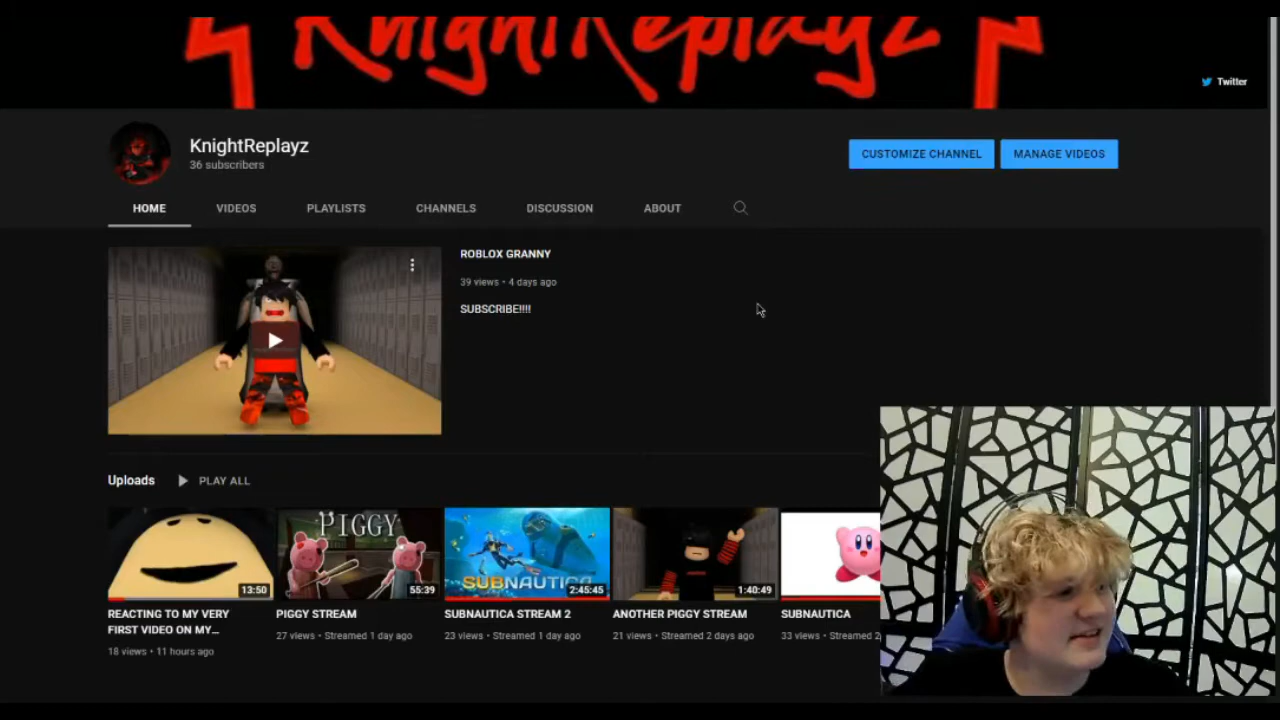 KnightReplayz
Twitter
KnightReplayz
36 subscribers
CUSTOMIZE CHANNEL
MANAGE VIDEOS
HOME
VIDEOS
PLAYLISTS
CHANNELS
DISCUSSION
ABOUT
ROBLOX GRANNY
39 views • 4 days ago
SUBSCRIBE!!!!
Uploads
PLAY ALL
PIGGY
SUBNAUTICA
13:50
55:39
2:45:45
1:40:49
REACTING TO MY VERY
FIRST VIDEO ON MY...
18 views • 11 hours ago
PIGGY STREAM
27 views • Streamed 1 day ago
SUBNAUTICA STREAM 2
23 views • Streamed 1 day ago
ANOTHER PIGGY STREAM
21 views • Streamed 2 days ago
SUBNAUTICA
33 views • Streamed